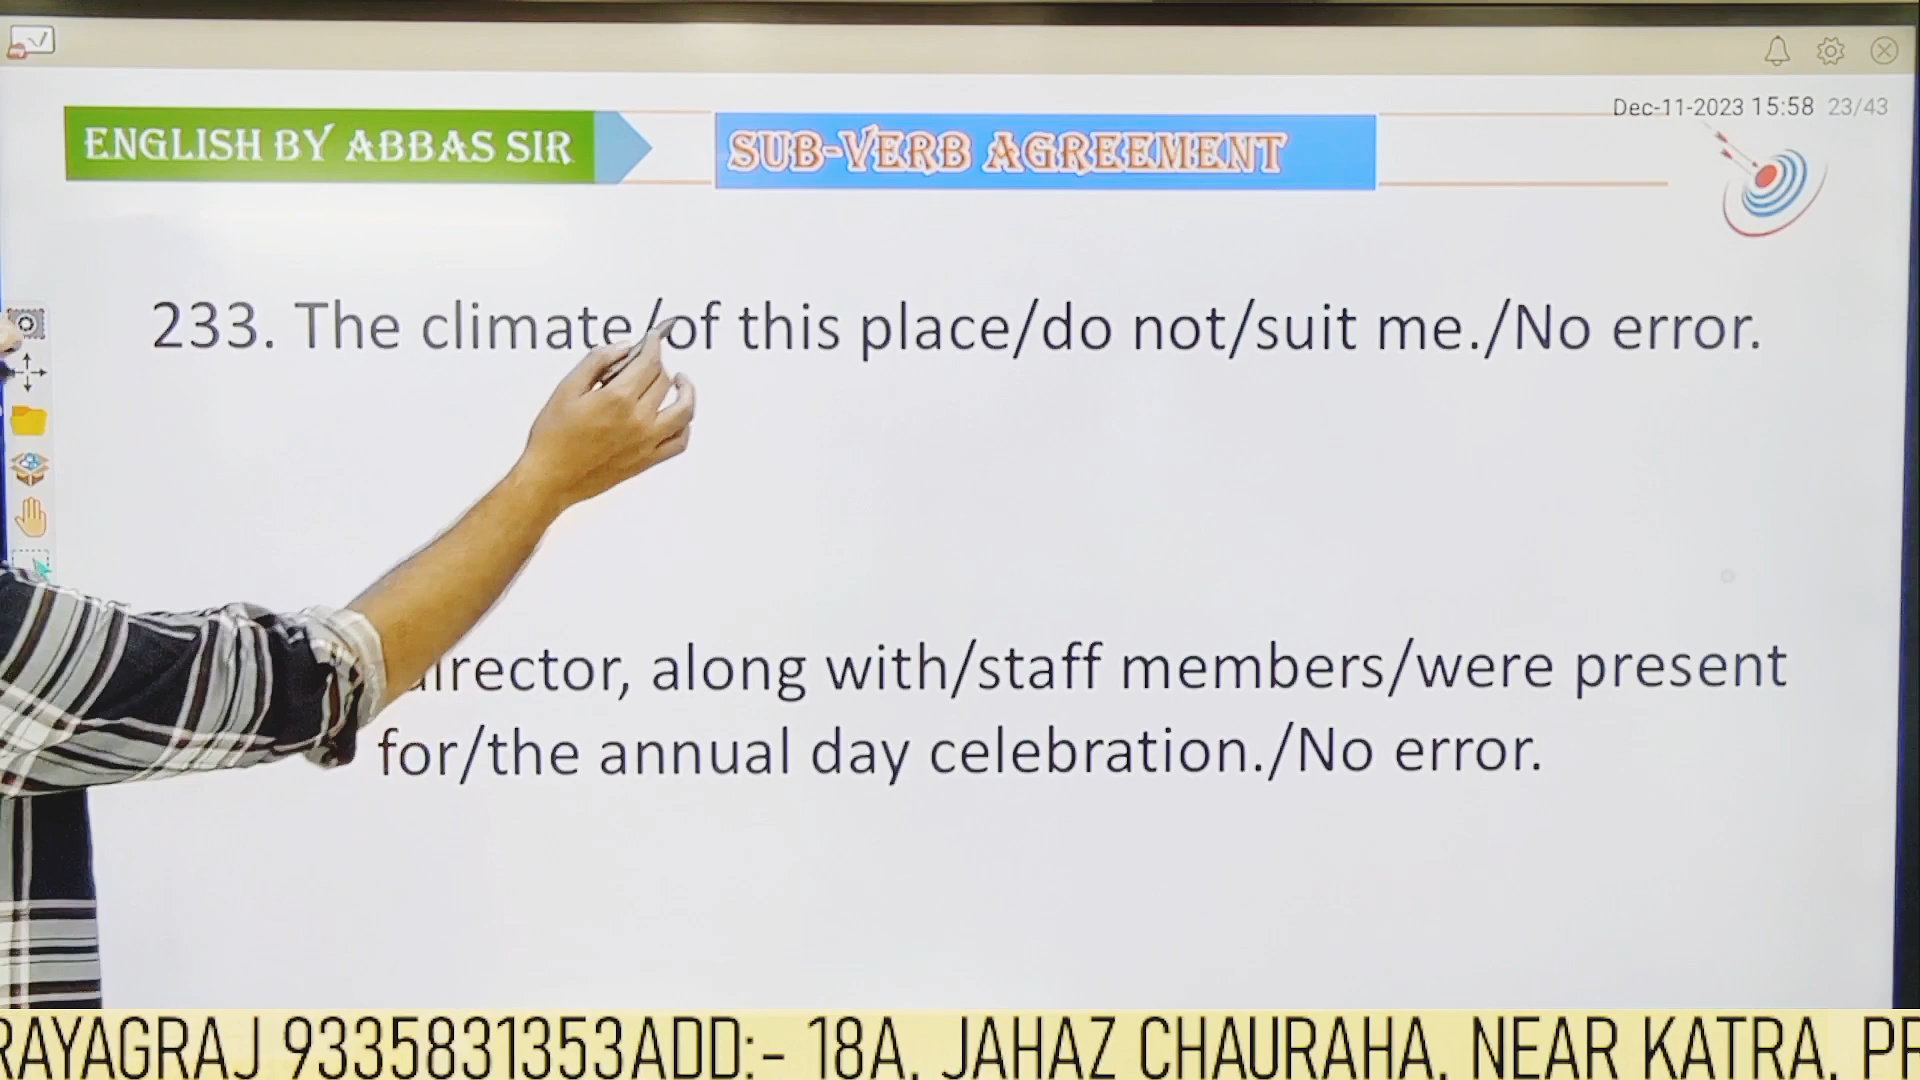 Dec-11-2023 15:58 23/43
ENGLISH BY ABBAS SIR
SUB-VERB AGREEMENT
233. The climate/of this place/do not/suit me./No error.
director, along with/staff members/were present
for/the annual day celebration./No error.
RAYAGRAJ 9335831353ADD:- 18A, JAHAZ CHAURAHA, NEAR KATRA, PR